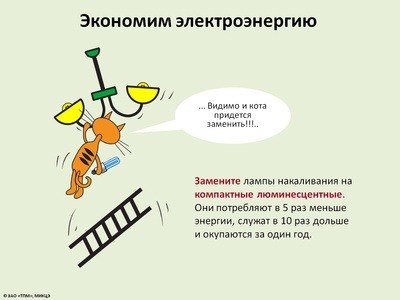 Экономим электроэнергию
... Видимо и кота
придется
заменить!!!..
Замените лампы накаливания на
компактные люминесцентные.
Они потребляют в 5 раз меньше
энергии, служат в 10 раз дольше
и окупаются за один год.
© ЗАО «ТПМ», МИВЦЭ